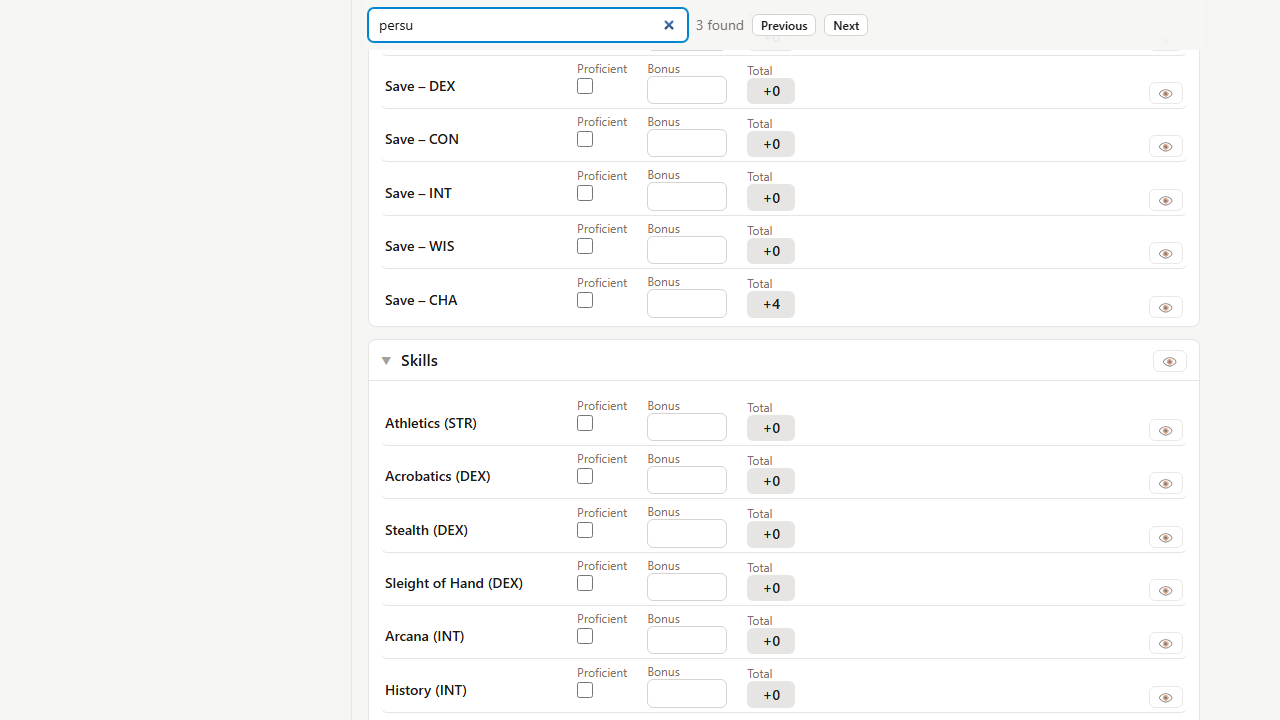 persu × 3 found Previous Next
Proficient Bonus Total
Save – DEX +0
Proficient Bonus Total
Save – CON +0
Proficient Bonus Total
Save – INT +0
Proficient Bonus Total
Save – WIS +0
Proficient Bonus Total
Save – CHA +4
Skills
Proficient Bonus Total
Athletics (STR) +0
Proficient Bonus Total
Acrobatics (DEX) +0
Proficient Bonus Total
Stealth (DEX) +0
Proficient Bonus Total
Sleight of Hand (DEX) +0
Proficient Bonus Total
Arcana (INT) +0
Proficient Bonus Total
History (INT) +0